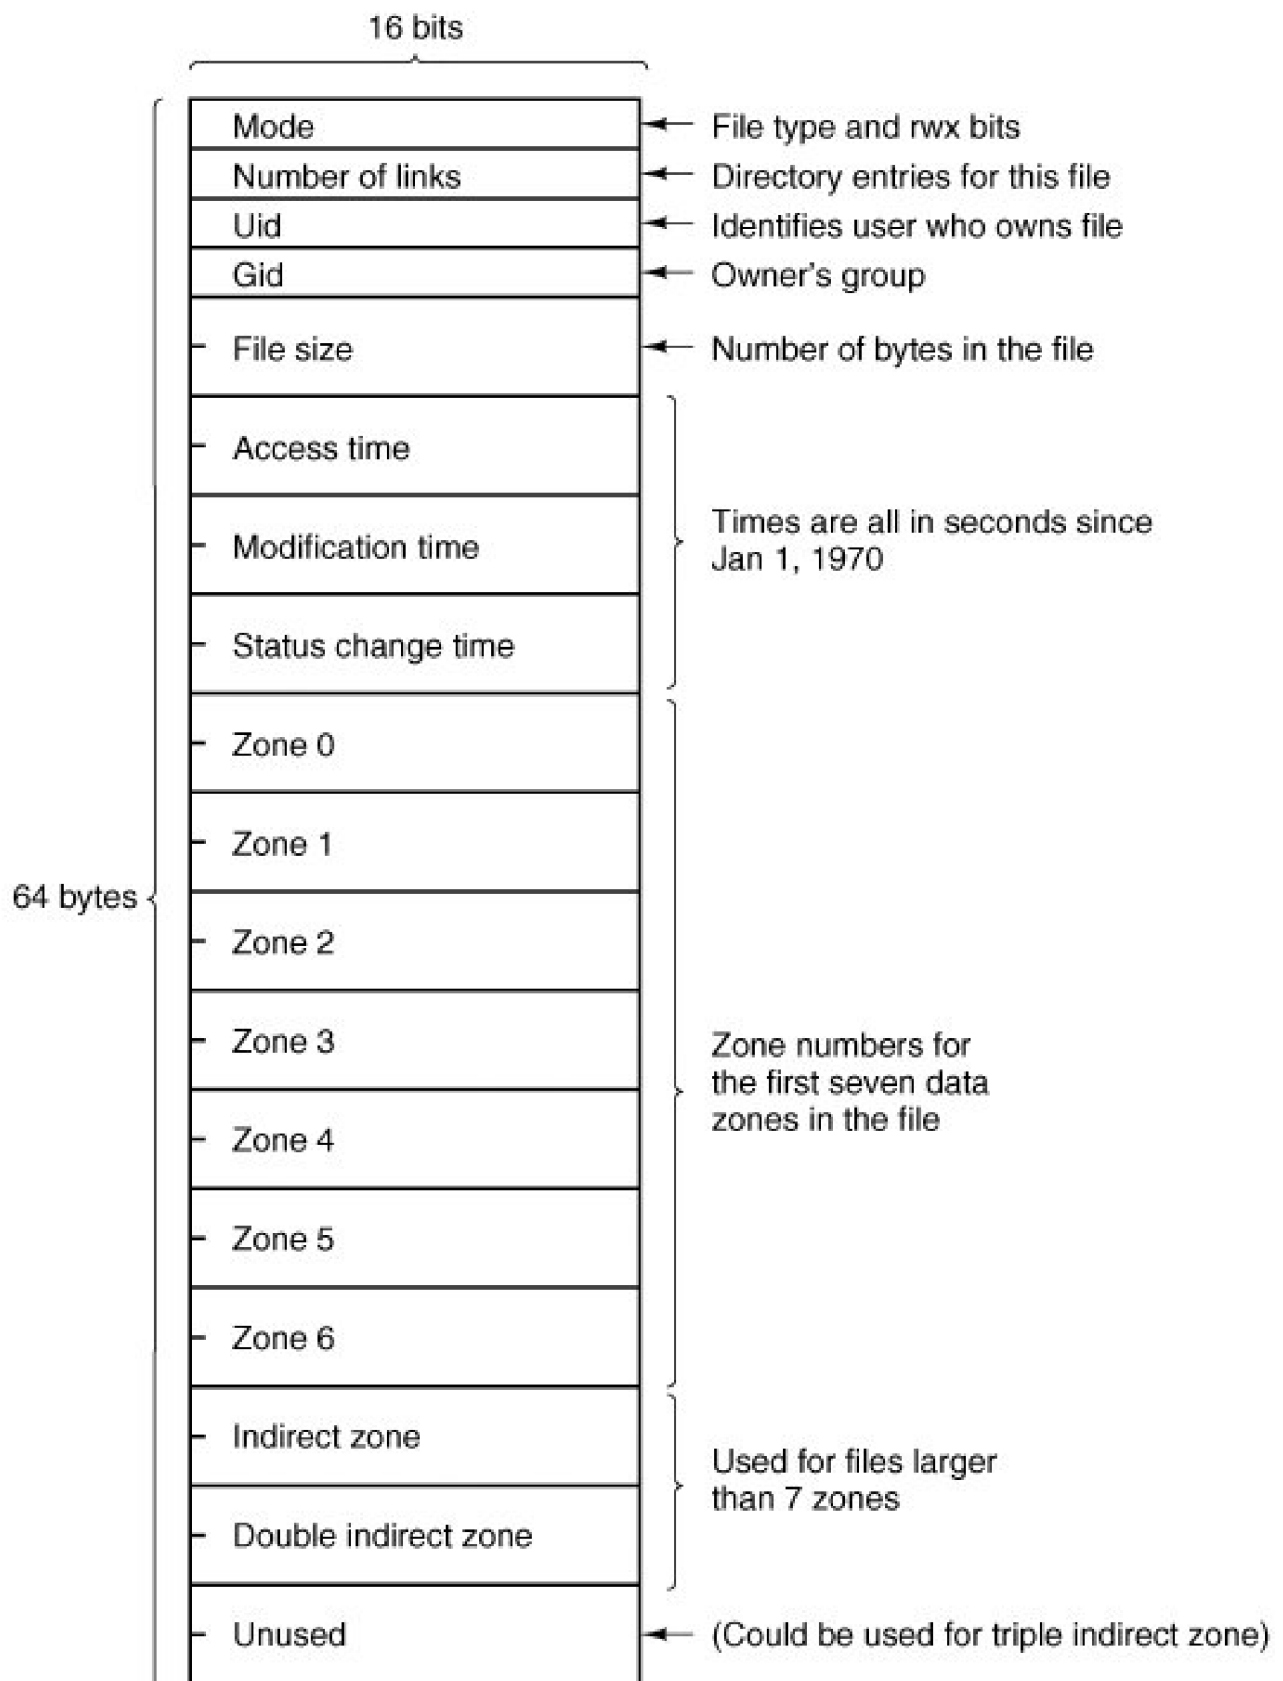 16 bits
Mode
File type and rwx bits
Number of links
Directory entries for this file
Uid
Identifies user who owns file
Gid
Owner's group
File size
Number of bytes in the file
Access time
Modification time
Times are all in seconds since
Jan 1, 1970
Status change time
Zone 0
Zone 1
64 bytes
Zone 2
Zone 3
Zone numbers for
the first seven data
zones in the file
Zone 4
Zone 5
Zone 6
Indirect zone
Used for files larger
than 7 zones
Double indirect zone
Unused
(Could be used for triple indirect zone)